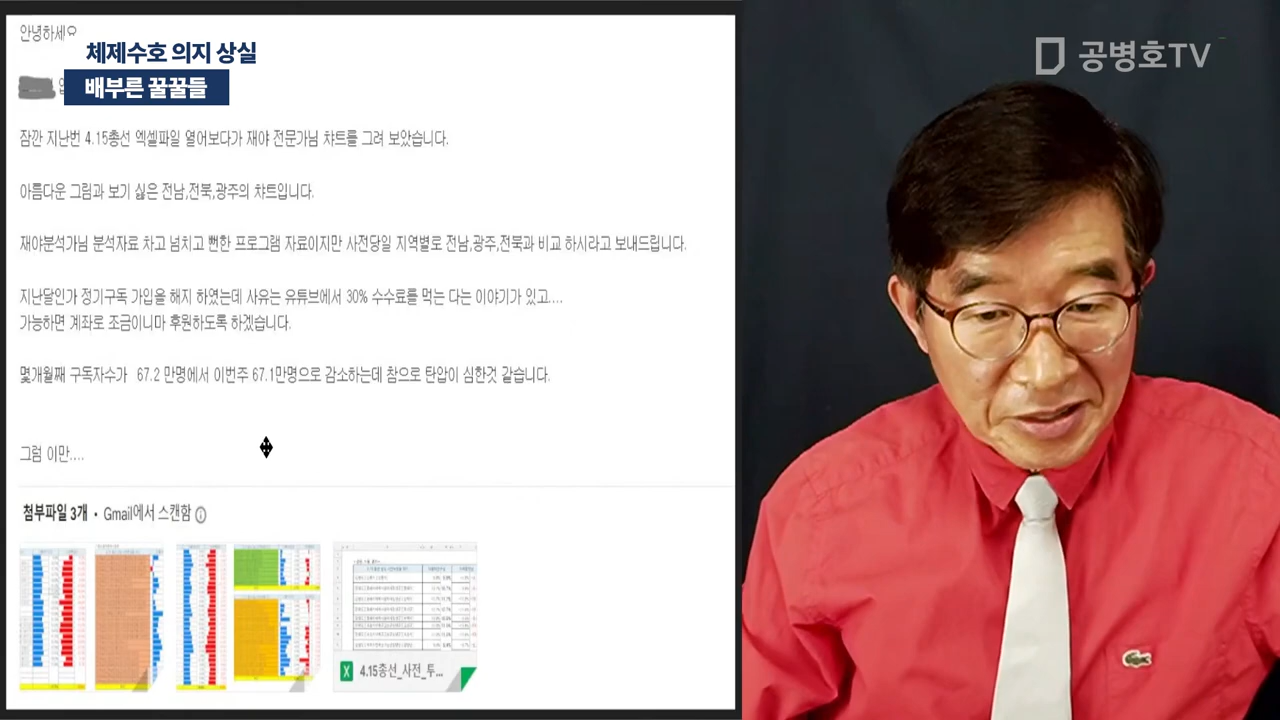 안녕하세요
체제수호 의지 상실
배부른 꿀꿀들
공병호TV
잠깐 지난번 4.15총선 엑셀파일 열어보다가 재야 전문가님 챠트를 그려 보았습니다.
아름다운 그림과 보기 싫은 전남,전북,광주의 챠트입니다.
재야분석가님 분석자료 차고 넘치고 뻔한 프로그램 자료이지만 사전당일 지역별로 전남,광주,전북과 비교 하시라고 보내드립니다.
지난달인가 정기구독 가입을 해지 하였는데 사유는 유튜브에서 30% 수수료를 먹는 다는 이야기가 있고....
가능하면 계좌로 조금이니마 후원하도록 하겠습니다.
몇개월째 구독자수가 67.2 만명에서 이번주 67.1만명으로 감소하는데 참으로 탄압이 심한것 같습니다.
그럼 이만....
첨부파일 3개 • Gmail에서 스캔함
4.15총선_사전_투...